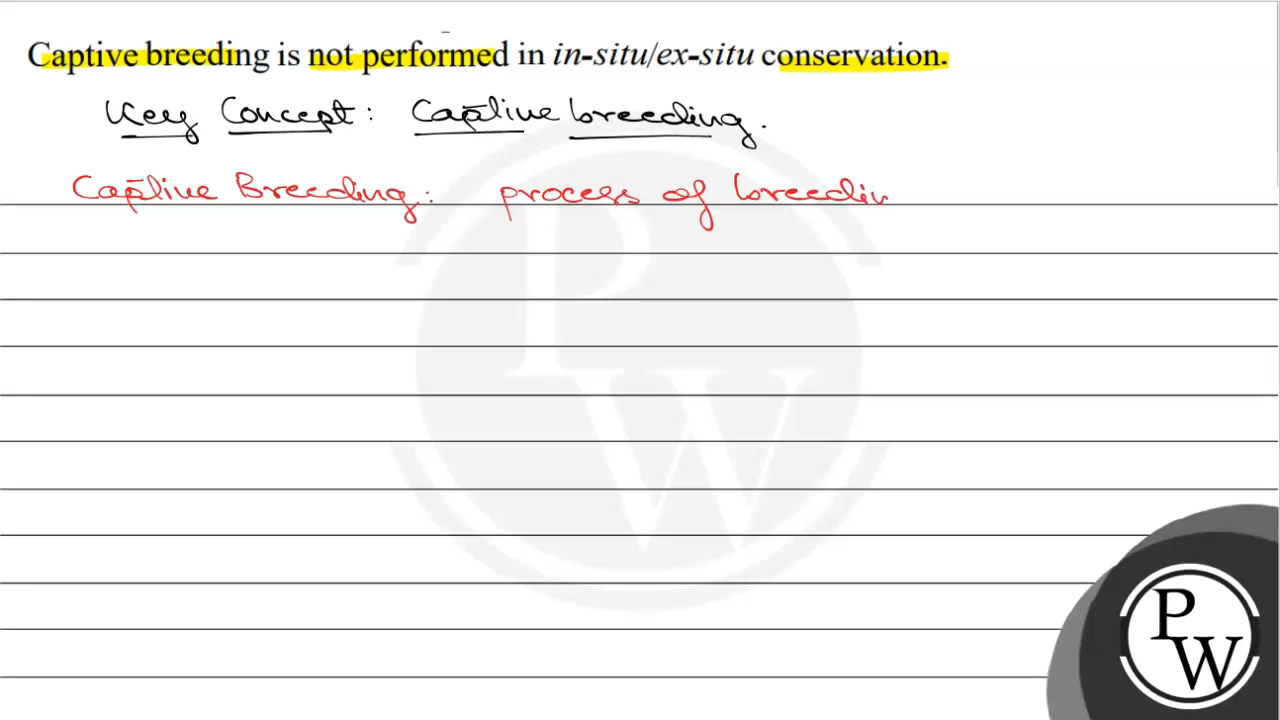 Captive breeding is not performed in in-situ/ex-situ conservation.
Key Concept: Captive breeding.
Captive Breeding: process of breedin
P
W
P
W